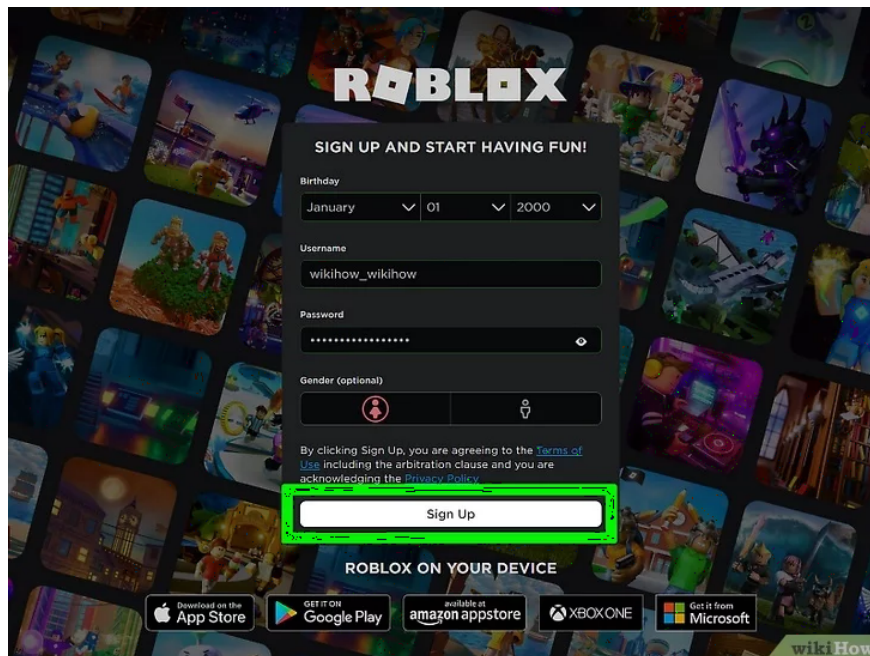 ROBLOX
SIGN UP AND START HAVING FUN!
Birthday
January 01 2000
Username
wikihow_wikihow
Password
•••••••••••••••••
Gender (optional)
By clicking Sign Up, you are agreeing to the Terms of
Use including the arbitration clause and you are
acknowledging the Privacy Policy
Sign Up
ROBLOX ON YOUR DEVICE
Download on the
App Store
GET IT ON
Google Play
available at
amazon appstore
XBOX ONE
Get it from
Microsoft
wikiHow